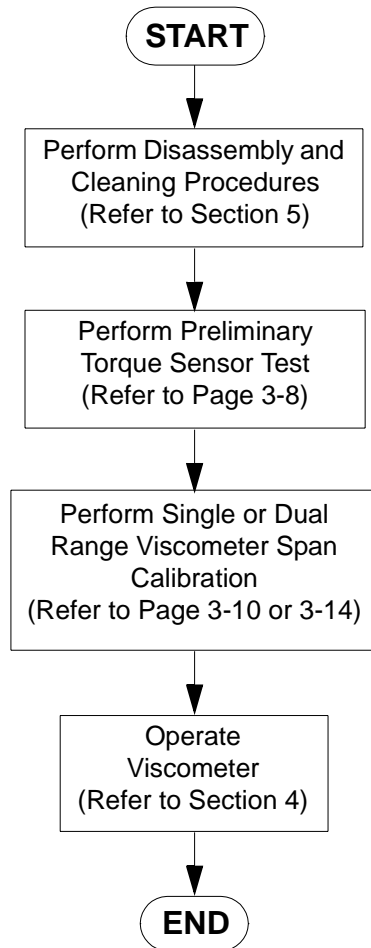 START
Perform Disassembly and
Cleaning Procedures
(Refer to Section 5)
Perform Preliminary
Torque Sensor Test
(Refer to Page 3-8)
Perform Single or Dual
Range Viscometer Span
Calibration
(Refer to Page 3-10 or 3-14)
Operate
Viscometer
(Refer to Section 4)
END